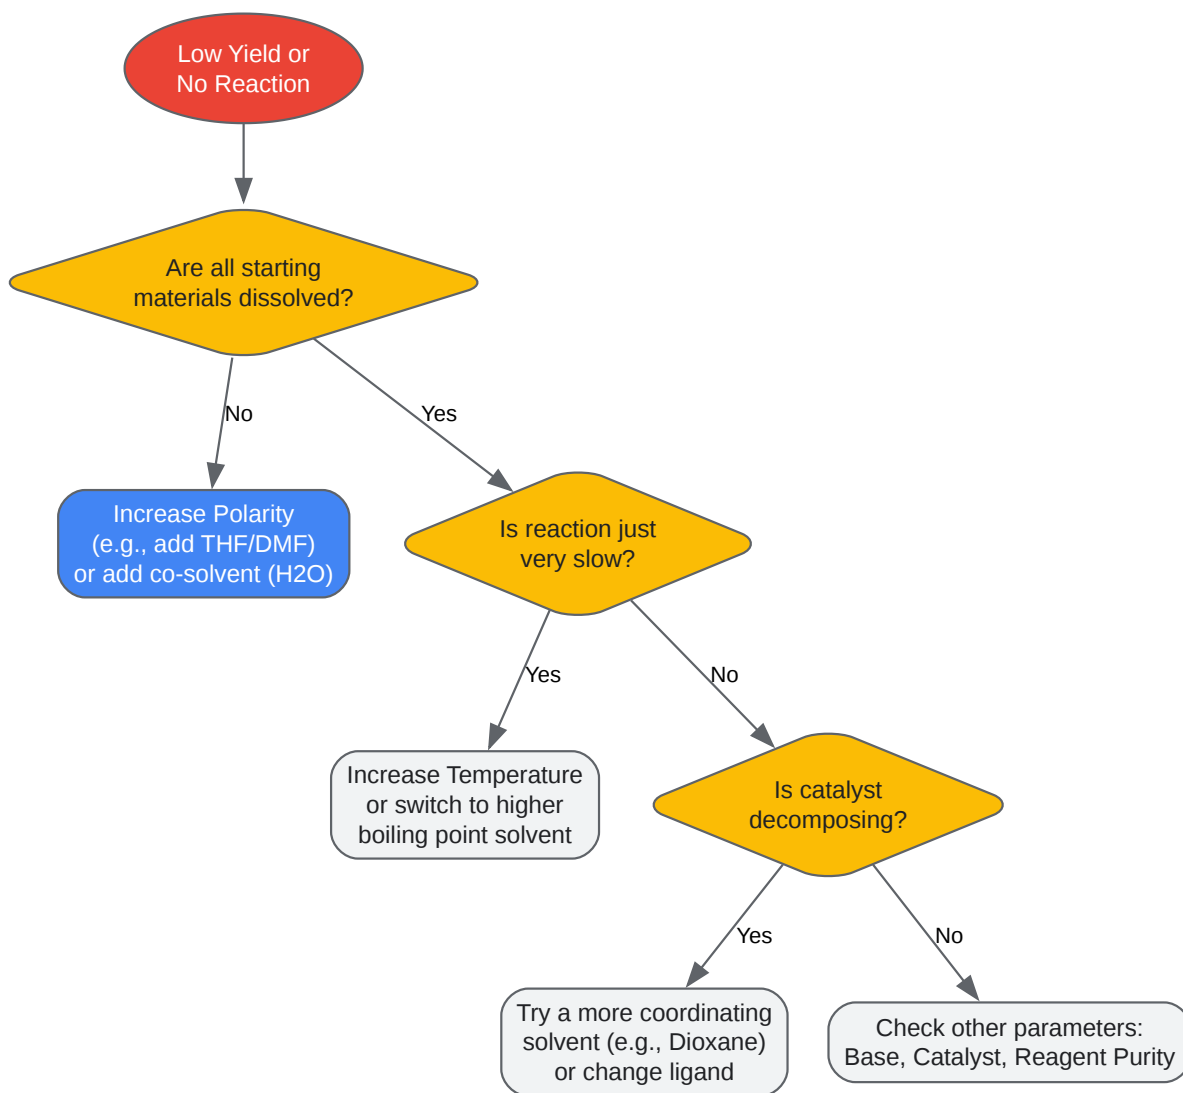 Low Yield or
No Reaction
Are all starting
materials dissolved?
No
Yes
Increase Polarity
(e.g., add THF/DMF)
or add co-solvent (H2O)
Is reaction just
very slow?
Yes
No
Increase Temperature
or switch to higher
boiling point solvent
Is catalyst
decomposing?
Yes
No
Try a more coordinating
solvent (e.g., Dioxane)
or change ligand
Check other parameters:
Base, Catalyst, Reagent Purity